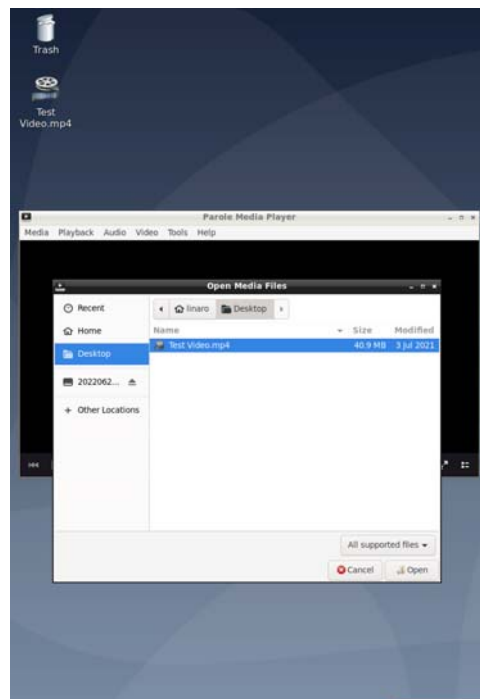 Trash
Test
Video.mp4
Parole Media Player
Media Playback Audio Video Tools Help
Open Media Files
Recent
Home
Desktop
2022062...
+ Other Locations
linaro Desktop
Name Size Modified
Test Video.mp4 40.9 MB 3 Jul 2021
All supported files
Cancel Open